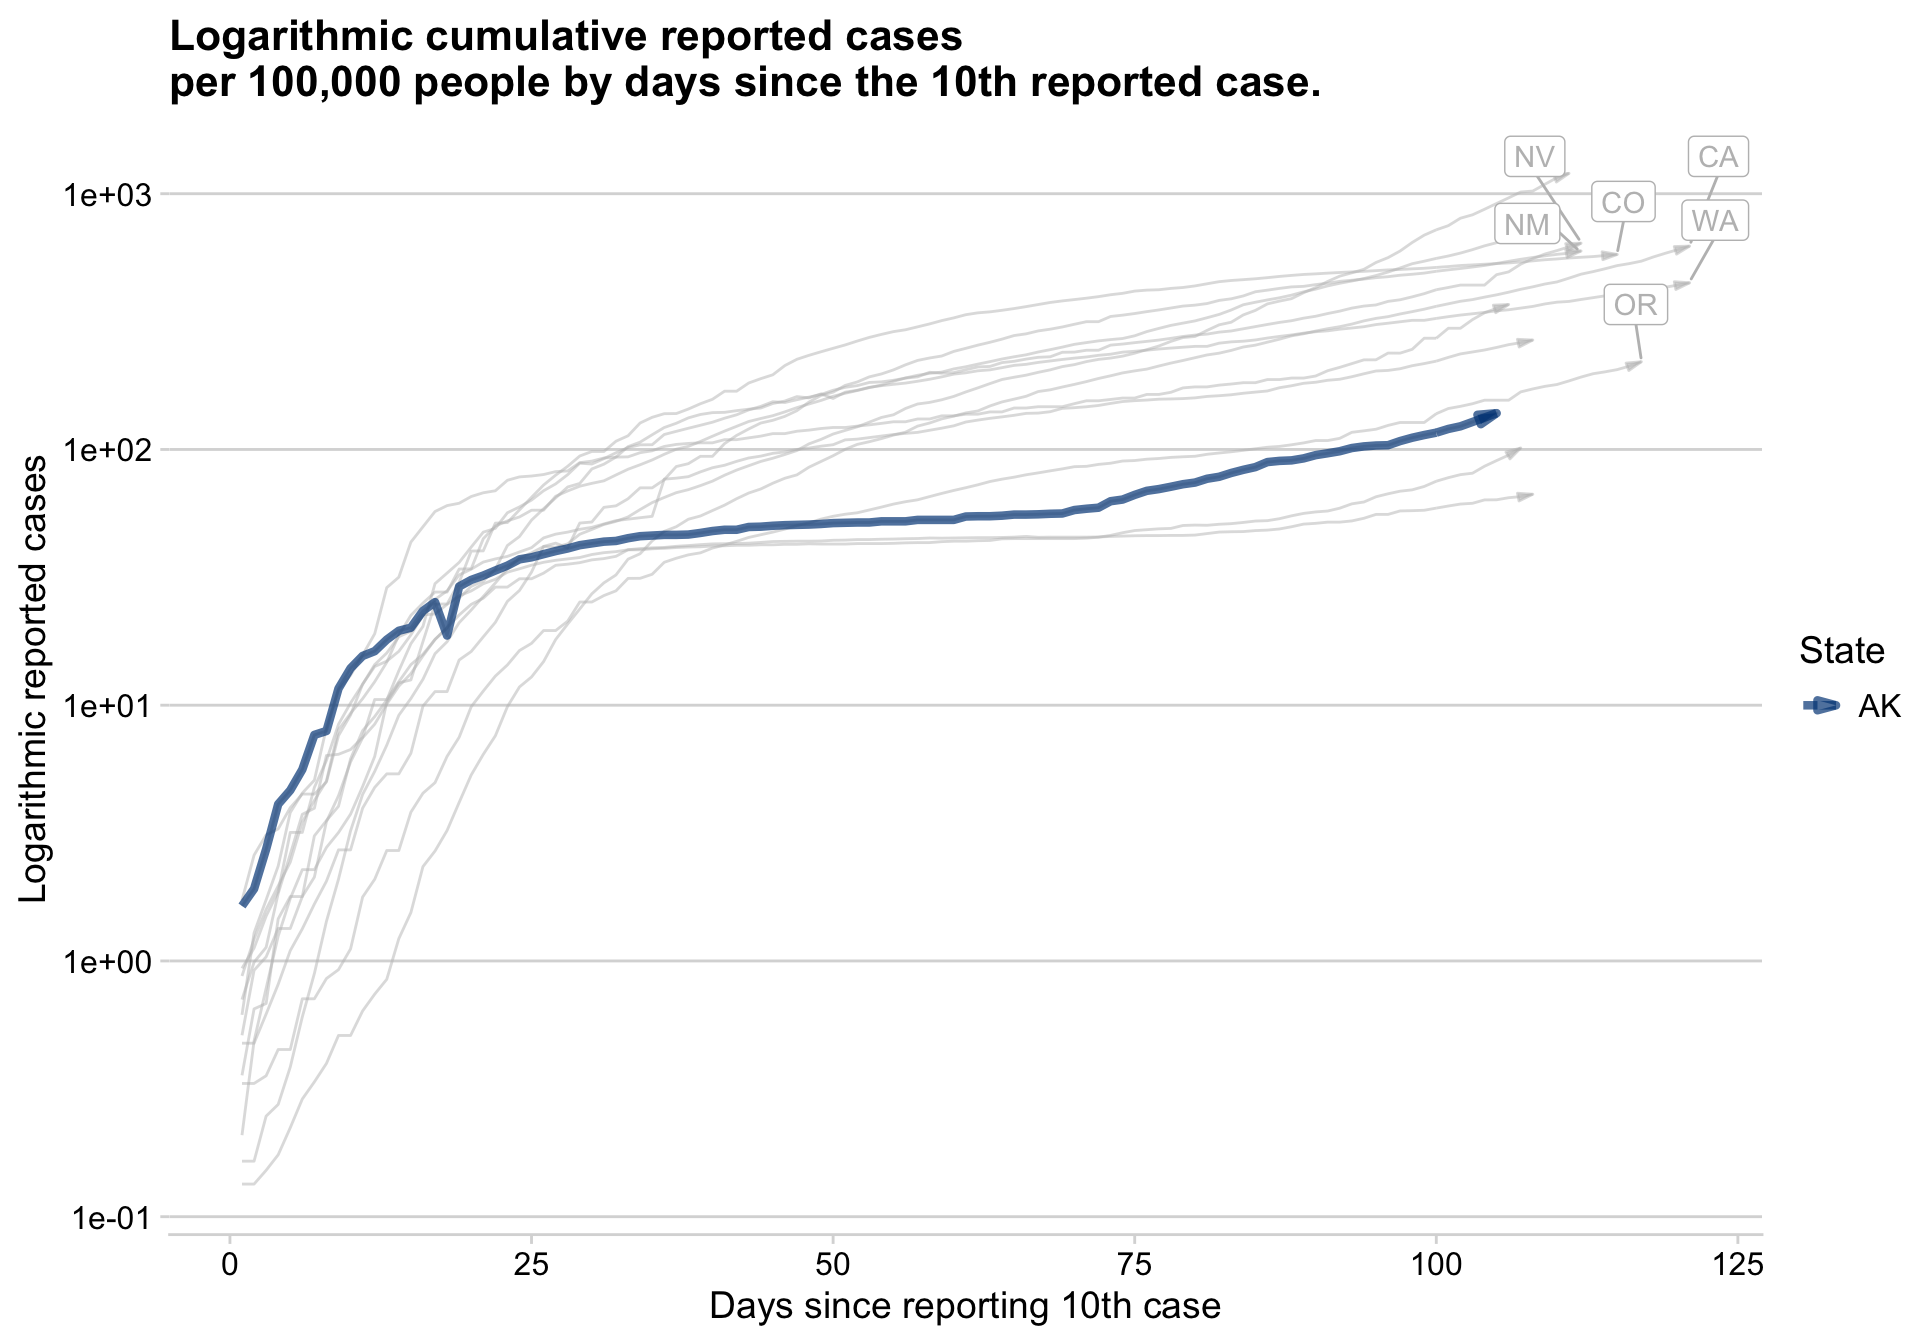 Logarithmic cumulative reported cases
per 100,000 people by days since the 10th reported case.
NV
CA
CO
NM
WA
OR
1e+03
1e+02
1e+01
1e+00
1e-01
Logarithmic reported cases
State
AK
0
25
50
75
100
125
Days since reporting 10th case